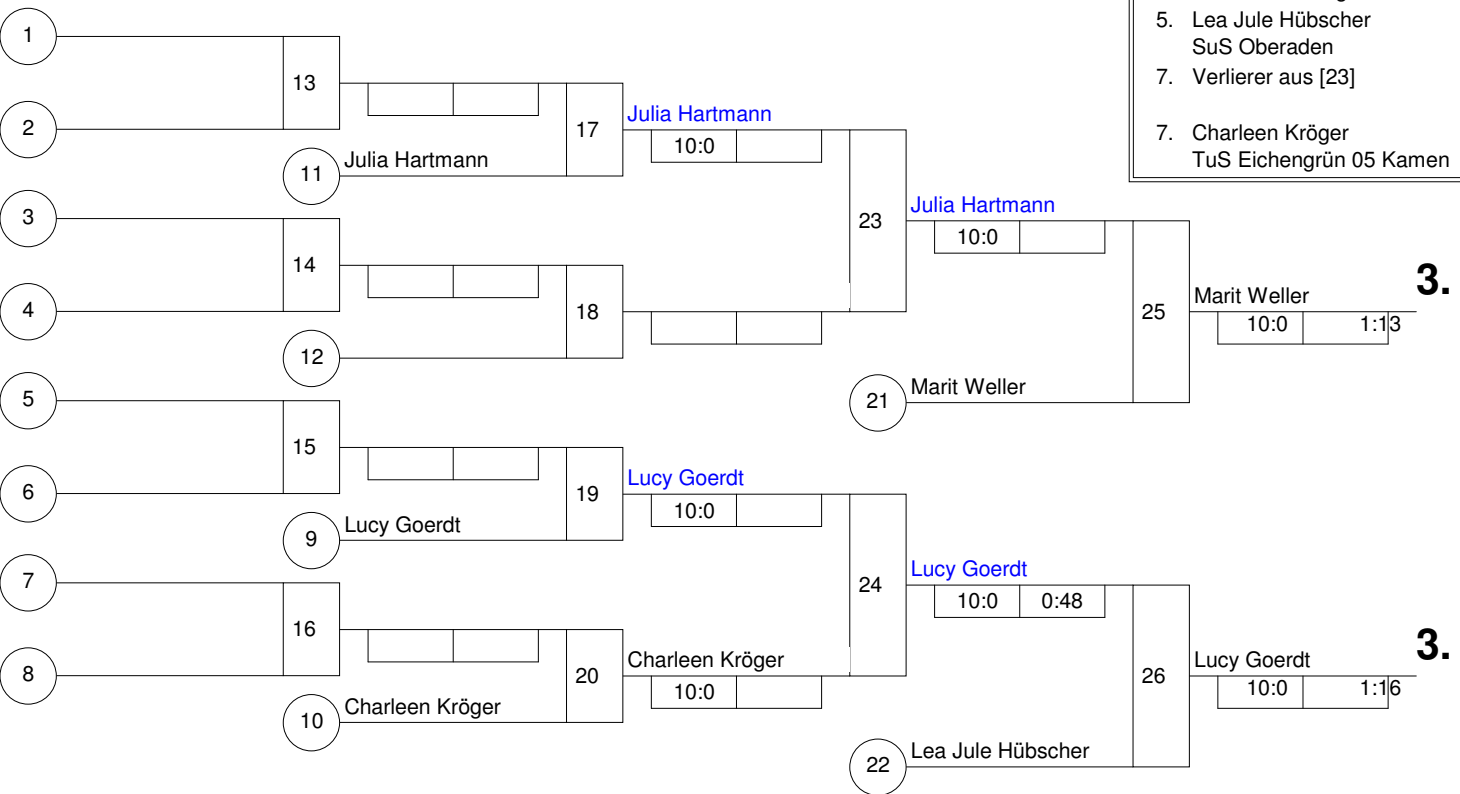 5. Lea Jule Hübscher
SuS Oberaden
7. Verlierer aus [23]
7. Charleen Kröger
TuS Eichengrün 05 Kamen
1
13
2
17
Julia Hartmann
10:0
11
Julia Hartmann
3
23
Julia Hartmann
10:0
14
4
18
12
25
Marit Weller
10:0 1:13
3.
5
21
Marit Weller
15
6
19
Lucy Goerdt
10:0
9
Lucy Goerdt
7
24
Lucy Goerdt
10:0 0:48
16
8
20
Charleen Kröger
10:0
10
Charleen Kröger
26
Lucy Goerdt
10:0 1:16
3.
22
Lea Jule Hübscher